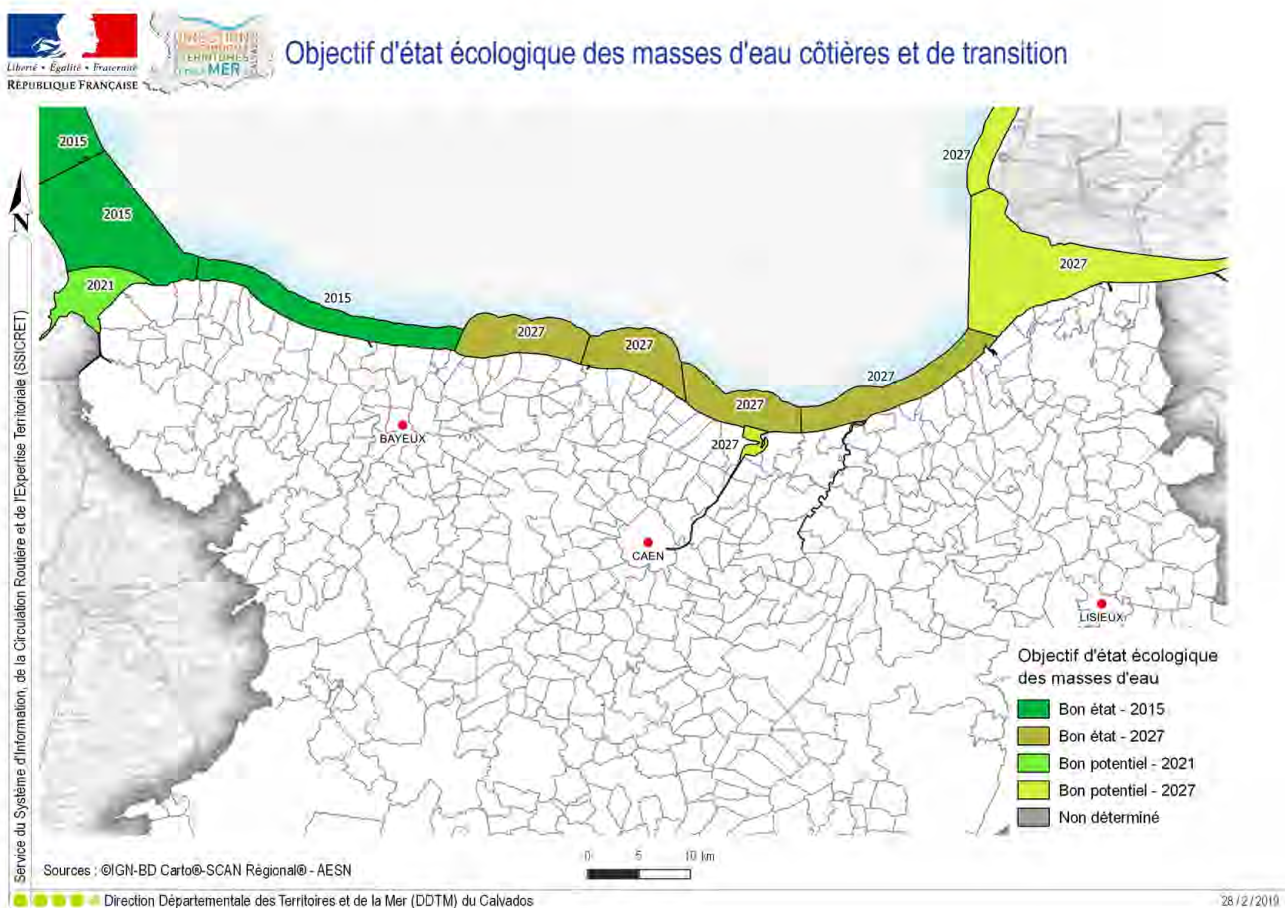 Liberté • Égalité • Fraternité
RÉPUBLIQUE FRANÇAISE
DIRECTION
DÉPARTEMENTALE
TERRITOIRES
MER
CALVADOS
Objectif d'état écologique des masses d'eau côtières et de transition
2015
2027
2015
2027
2021
2015
2027
2027
2027
2027
2027
N
BAYEUX
CAEN
LISIEUX
Objectif d'état écologique
des masses d'eau
Bon état - 2015
Bon état - 2027
Bon potentiel - 2021
Bon potentiel - 2027
Non déterminé
Service du Système d'Information, de la Circulation Routière et de l'Expertise Territoriale (SSICRET)
Sources : ©IGN-BD Carto®-SCAN Régional® - AESN
0 5 10 km
Direction Départementale des Territoires et de la Mer (DDTM) du Calvados
28 / 2 / 2019